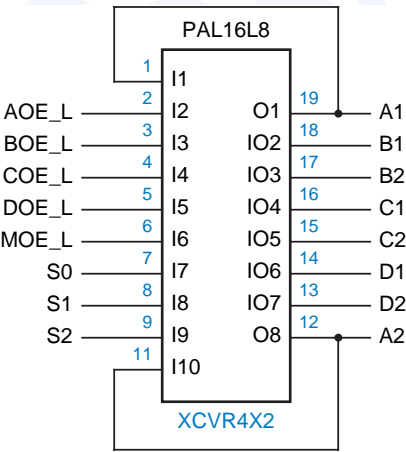 PAL16L8
1 I1
AOE_L 2 I2 O1 19 A1
BOE_L 3 I3 IO2 18 B1
COE_L 4 I4 IO3 17 B2
DOE_L 5 I5 IO4 16 C1
MOE_L 6 I6 IO5 15 C2
S0 7 I7 IO6 14 D1
S1 8 I8 IO7 13 D2
S2 9 I9 O8 12 A2
11 I10
XCVR4X2